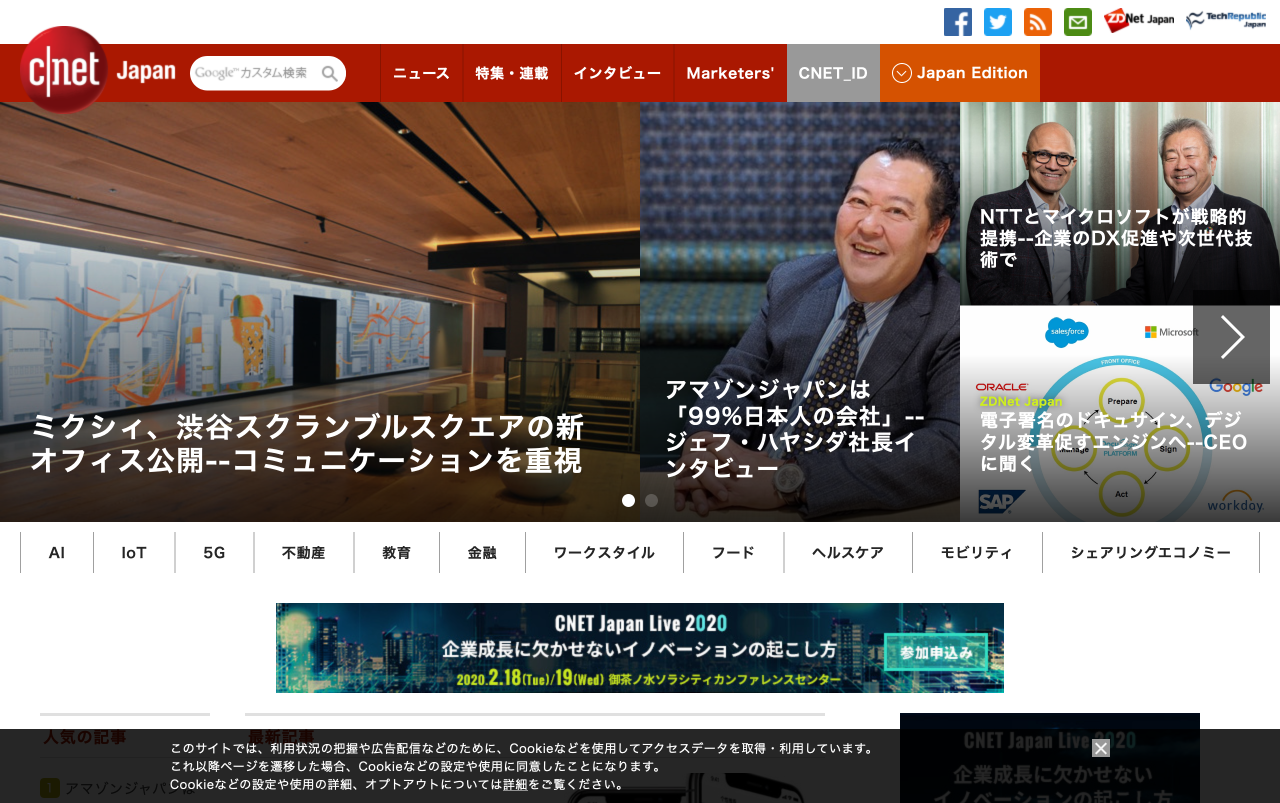 ZDNet Japan
TechRepublic Japan
c|net Japan
Google™ カスタム検索
ニュース
特集・連載
インタビュー
Marketers'
CNET_ID
Japan Edition
ミクシィ、渋谷スクランブルスクエアの新
オフィス公開--コミュニケーションを重視
アマゾンジャパンは
「99%日本人の会社」--
ジェフ・ハヤシダ社長イ
ンタビュー
NTTとマイクロソフトが戦略的
提携--企業のDX促進や次世代技
術で
salesforce
Microsoft
FRONT OFFICE
ORACLE
Google
Prepare
ZDNet Japan
電子署名のドキュサイン、デジ
タル変革促すエンジンへ--CEO
に聞く
Manage
PLATFORM
Sign
Act
SAP
workday.
AI
IoT
5G
不動産
教育
金融
ワークスタイル
フード
ヘルスケア
モビリティ
シェアリングエコノミー
CNET Japan Live 2020
企業成長に欠かせないイノベーションの起こし方
参加申込み
2020.2.18(Tue)/19(Wed) 御茶ノ水ソラシティカンファレンスセンター
人気の記事
最新記事
1 アマゾンジャパンは
CNET Japan Live 2020
企業成長に欠かせない
イノベーションの起こし方
このサイトでは、利用状況の把握や広告配信などのために、Cookieなどを使用してアクセスデータを取得・利用しています。
これ以降ページを遷移した場合、Cookieなどの設定や使用に同意したことになります。
Cookieなどの設定や使用の詳細、オプトアウトについては詳細をご覧ください。